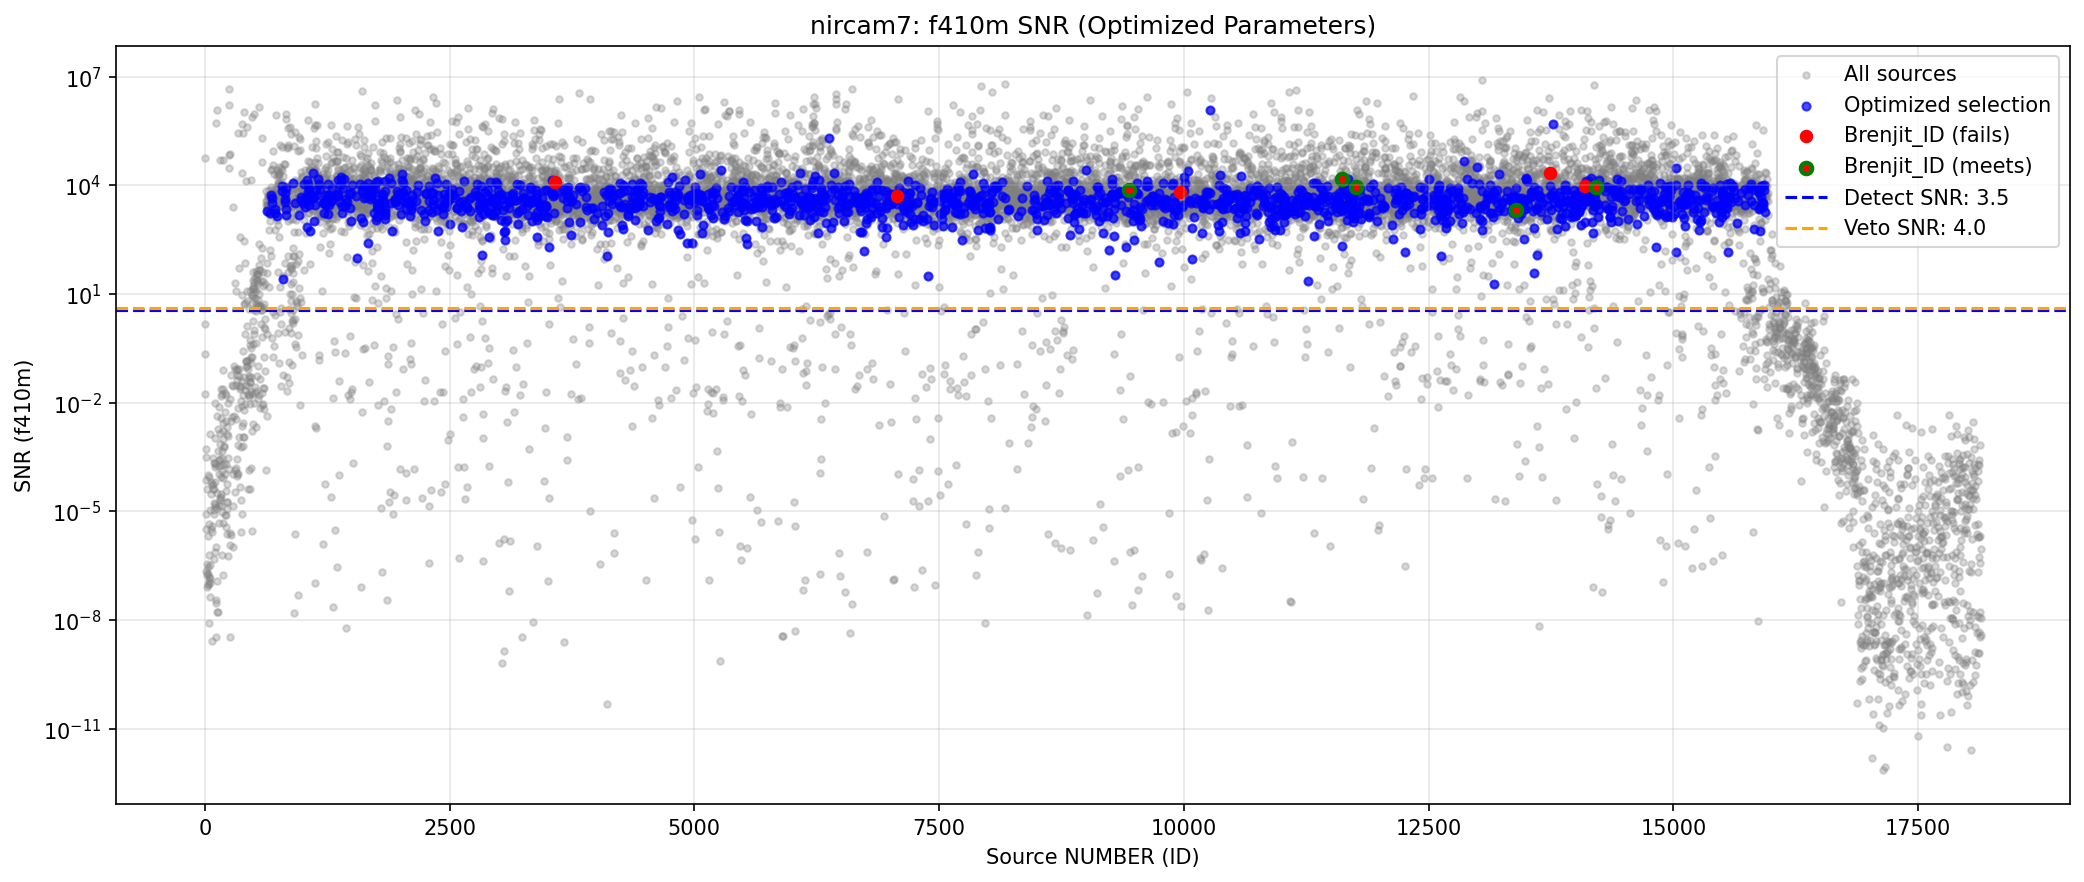 nircam7: f410m SNR (Optimized Parameters)
All sources
Optimized selection
Brenjit_ID (fails)
Brenjit_ID (meets)
Detect SNR: 3.5
Veto SNR: 4.0
SNR (f410m)
10⁷
10⁴
10¹
10⁻²
10⁻⁵
10⁻⁸
10⁻¹¹
0 2500 5000 7500 10000 12500 15000 17500
Source NUMBER (ID)